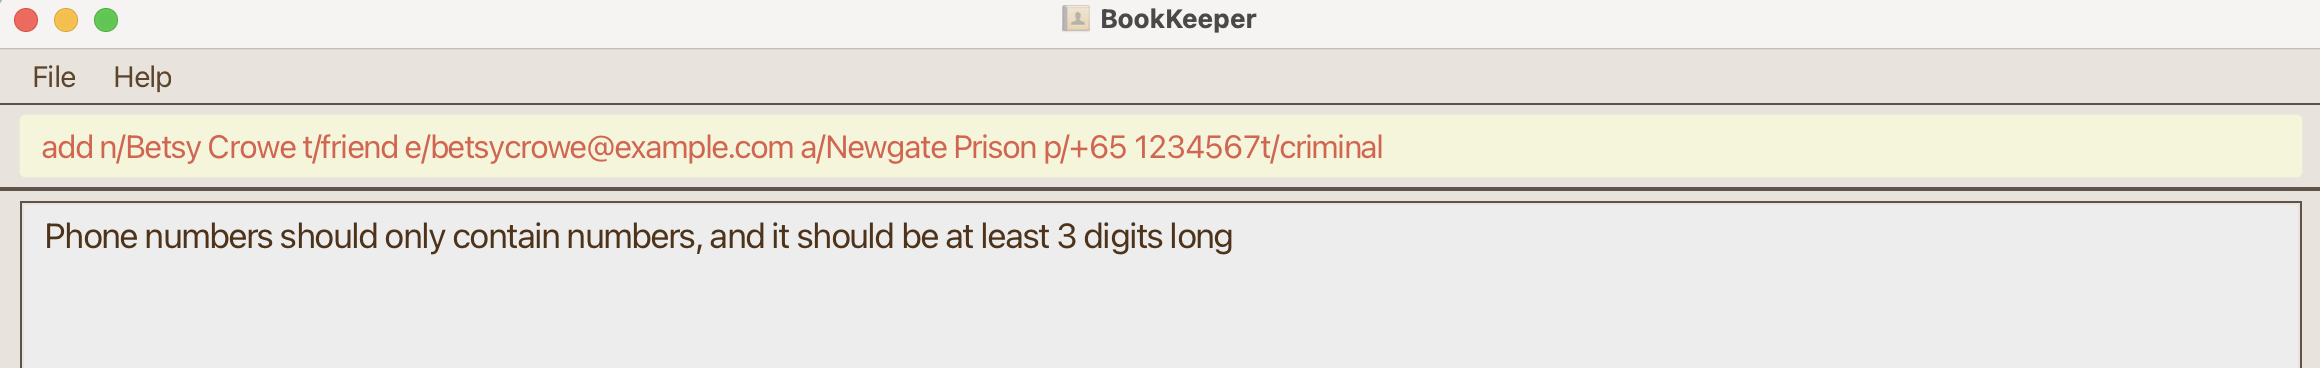 BookKeeper
File Help
add n/Betsy Crowe t/friend e/betsycrowe@example.com a/Newgate Prison p/+65 1234567t/criminal
Phone numbers should only contain numbers, and it should be at least 3 digits long